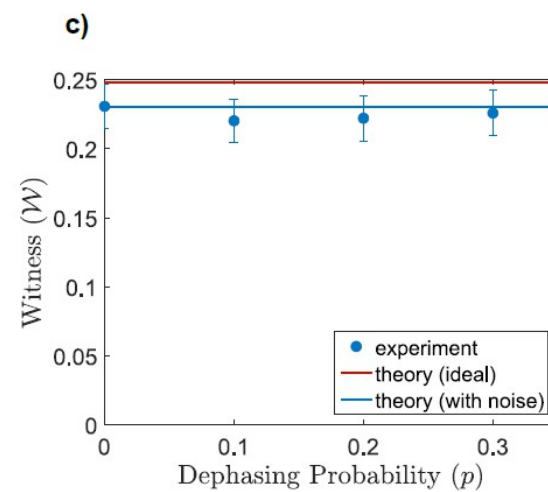 c)
0.25
0.2
0.15
0.1
0.05
0
Witness (𝒲)
0 0.1 0.2 0.3
Dephasing Probability (p)
experiment
theory (ideal)
theory (with noise)